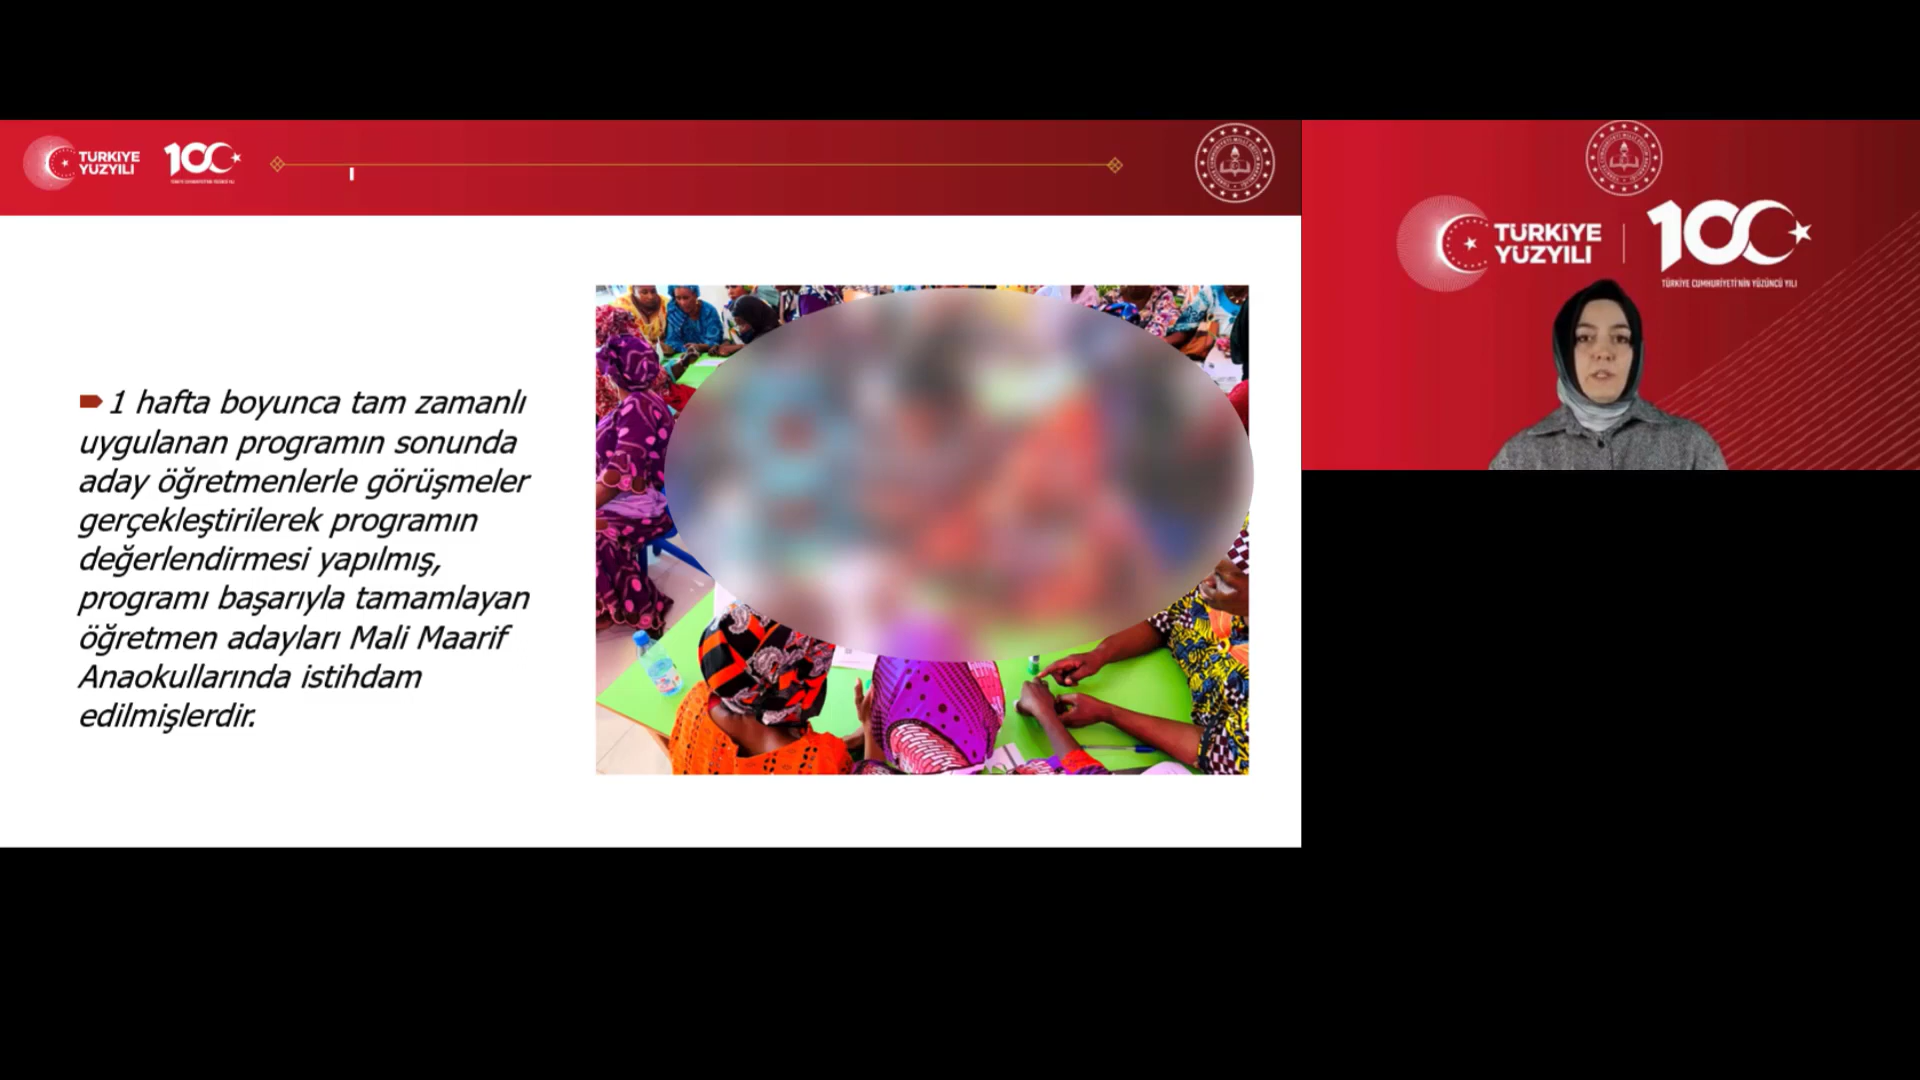 TÜRKİYE
YÜZYILI
100
1 hafta boyunca tam zamanlı
uygulanan programın sonunda
aday öğretmenlerle görüşmeler
gerçekleştirilerek programın
değerlendirmesi yapılmış,
programı başarıyla tamamlayan
öğretmen adayları Mali Maarif
Anaokullarında istihdam
edilmişlerdir.
TÜRKİYE
YÜZYILI
100
TÜRKİYE CUMHURİYETİ'NİN YÜZÜNCÜ YILI